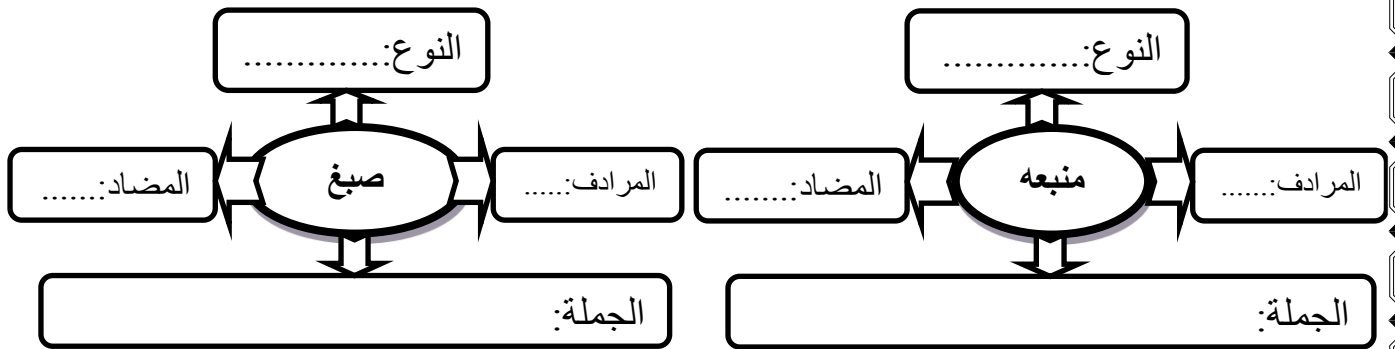 النوع:.............
النوع:.............
المرادف:.......
منبعه
المضاد:........
المرادف:.....
صبغ
المضاد:.......
الجملة:
الجملة: